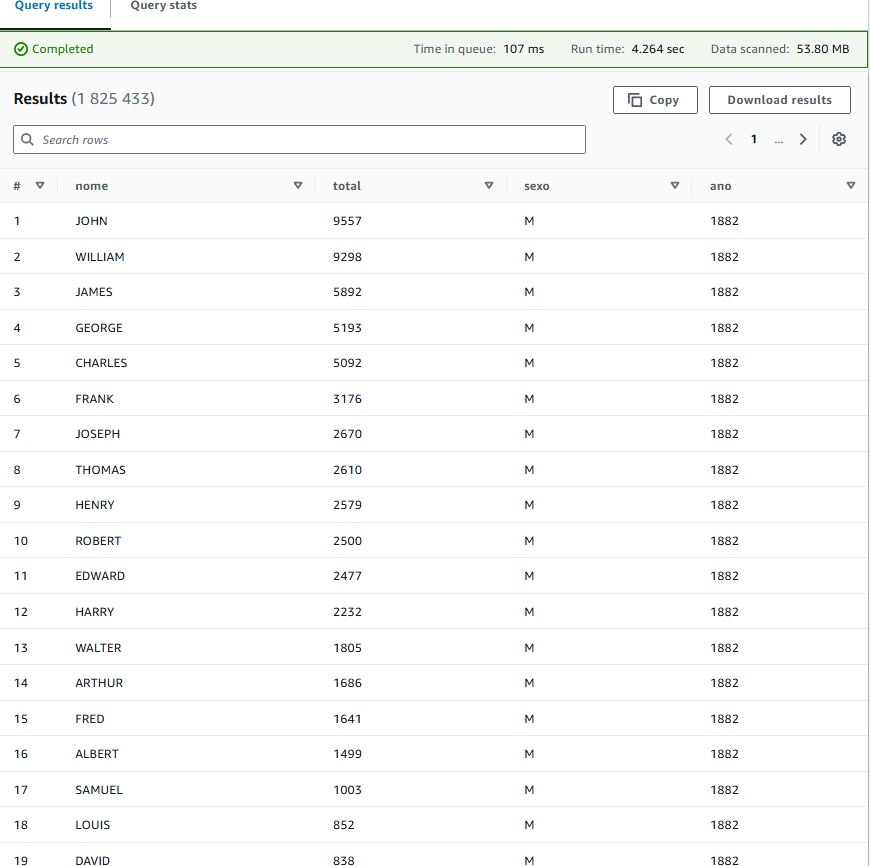 Query results Query stats
Completed Time in queue: 107 ms Run time: 4.264 sec Data scanned: 53.80 MB
Results (1 825 433) Copy Download results
Search rows 1 ...
# nome total sexo ano
1 JOHN 9557 M 1882
2 WILLIAM 9298 M 1882
3 JAMES 5892 M 1882
4 GEORGE 5193 M 1882
5 CHARLES 5092 M 1882
6 FRANK 3176 M 1882
7 JOSEPH 2670 M 1882
8 THOMAS 2610 M 1882
9 HENRY 2579 M 1882
10 ROBERT 2500 M 1882
11 EDWARD 2477 M 1882
12 HARRY 2232 M 1882
13 WALTER 1805 M 1882
14 ARTHUR 1686 M 1882
15 FRED 1641 M 1882
16 ALBERT 1499 M 1882
17 SAMUEL 1003 M 1882
18 LOUIS 852 M 1882
19 DAVID 838 M 1882